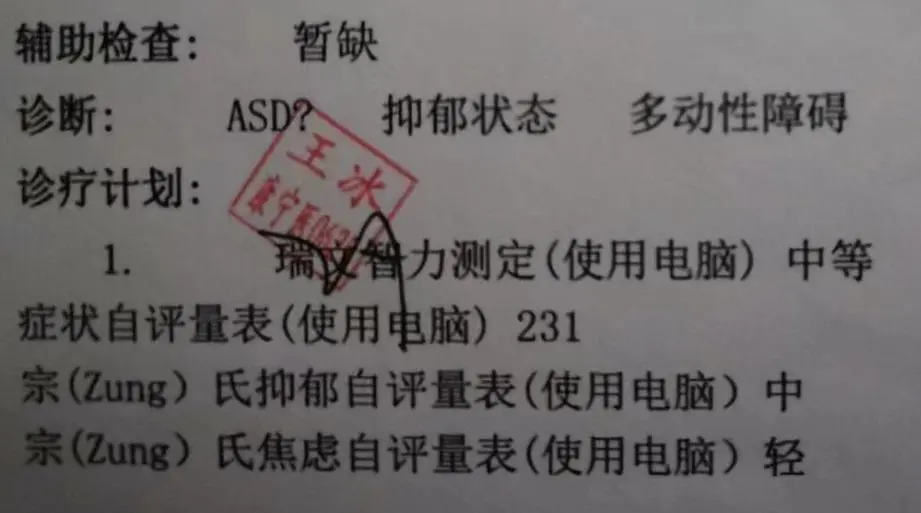 辅助检查: 暂缺
诊断: ASD? 抑郁状态 多动性障碍
王冰
康宁医
诊疗计划:
1. 瑞文智力测定(使用电脑) 中等
症状自评量表(使用电脑) 231
宗(Zung) 氏抑郁自评量表(使用电脑) 中
宗(Zung) 氏焦虑自评量表(使用电脑) 轻